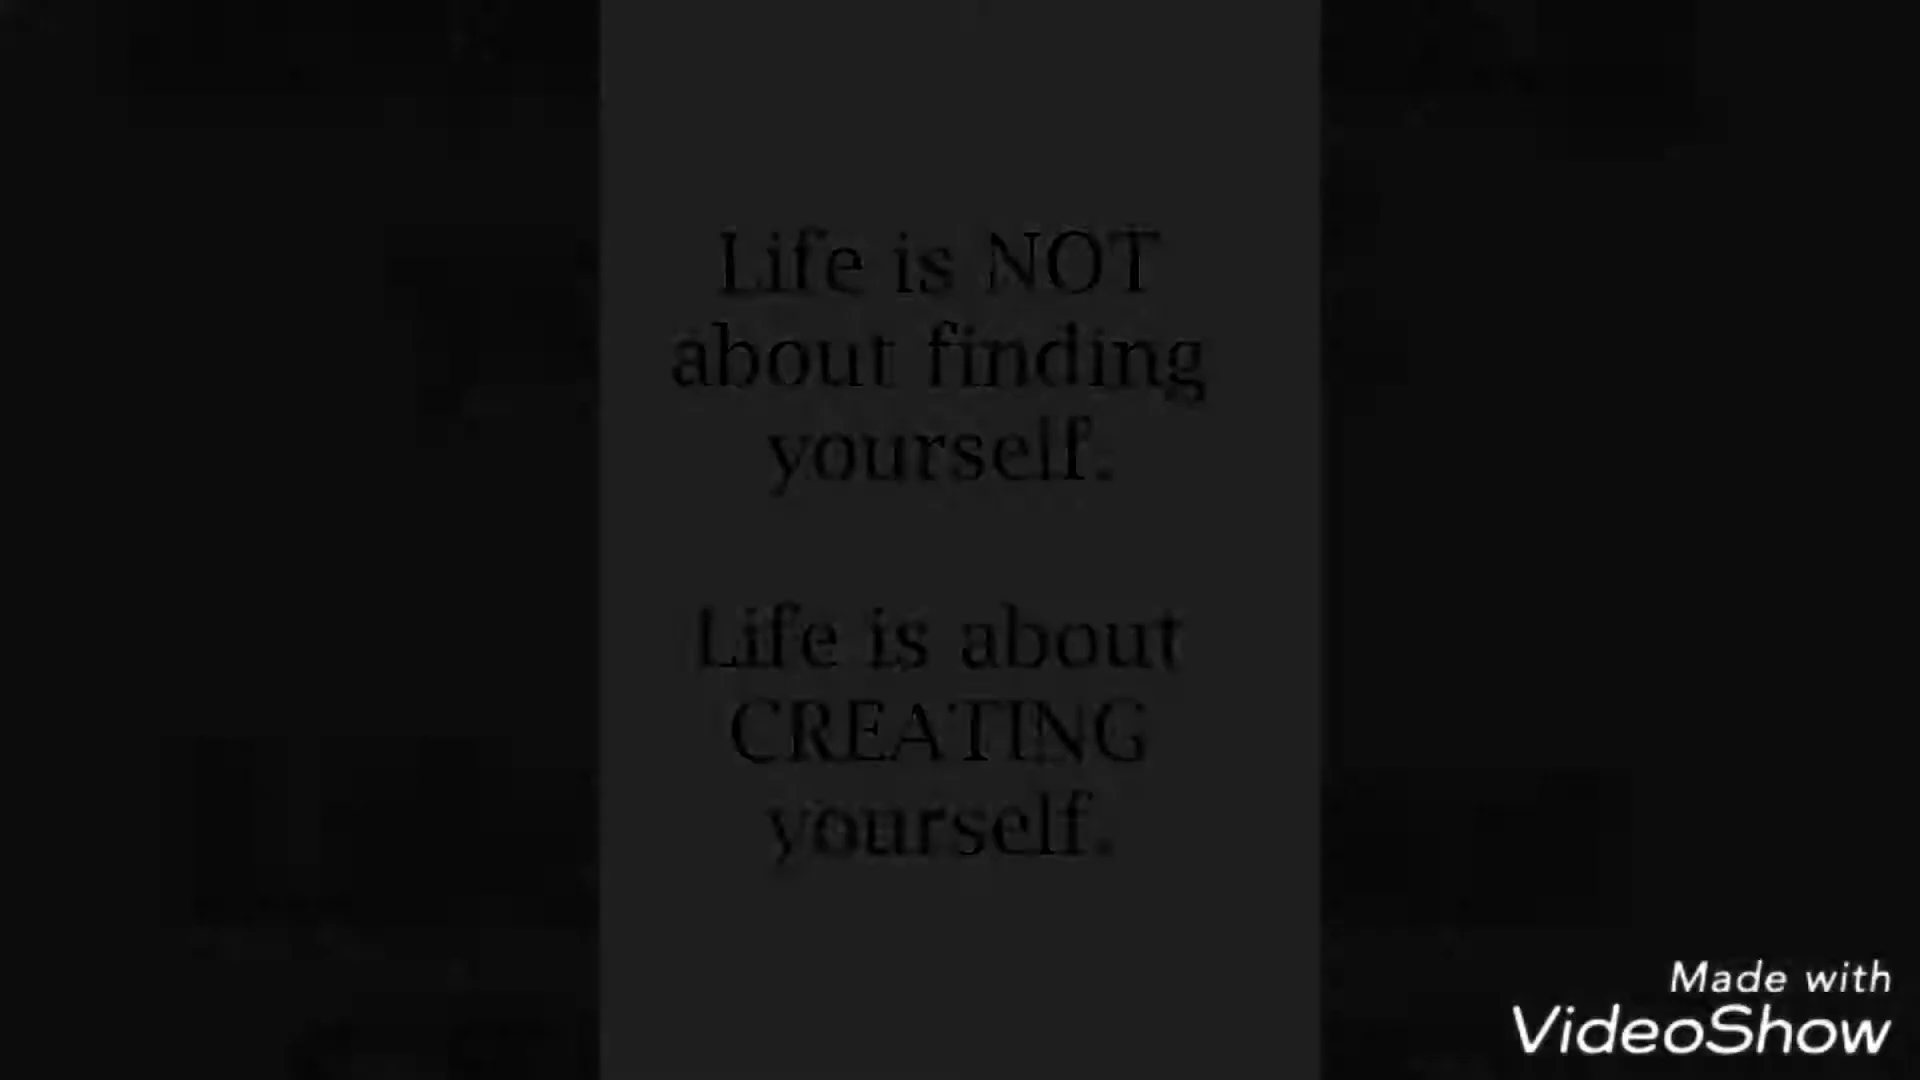 Life is NOT
about finding
yourself.
Life is about
CREATING
yourself.
Made with
VideoShow